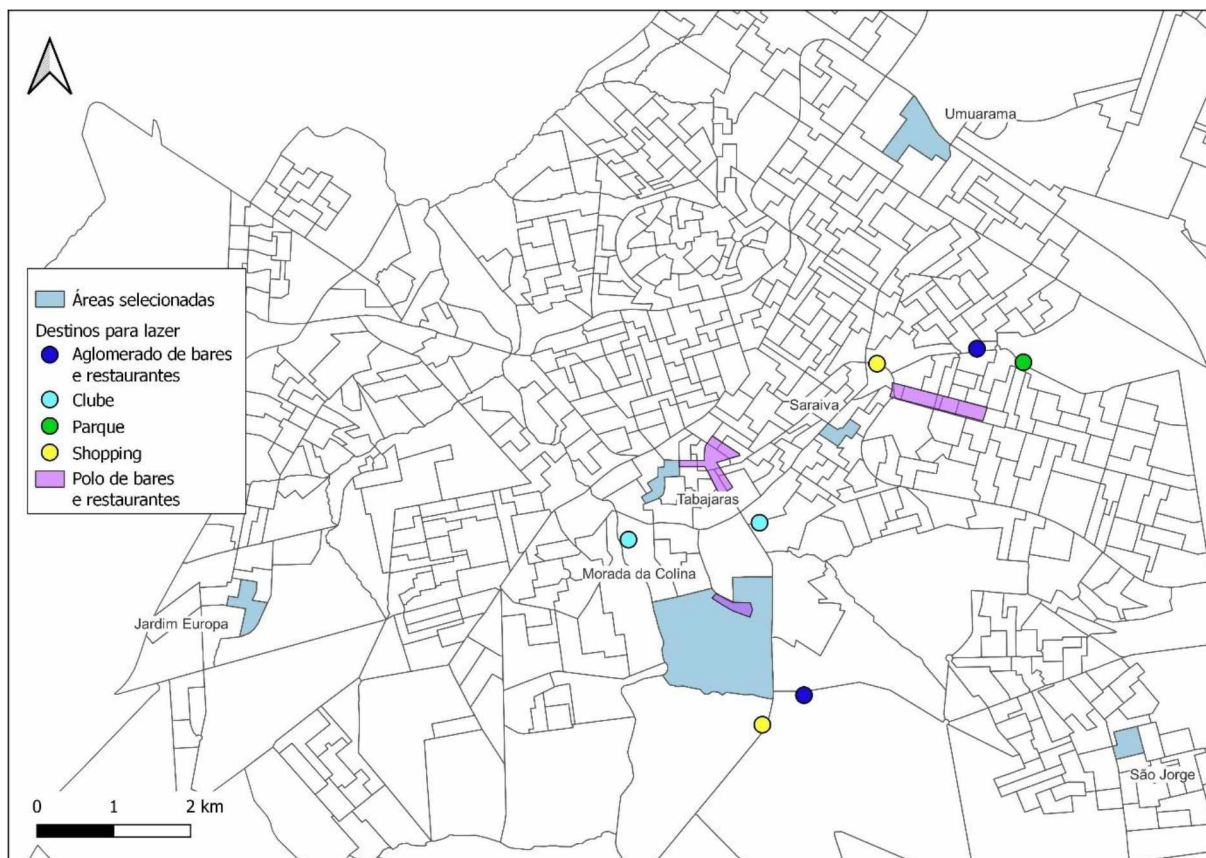 Umuarama
Áreas selecionadas
Destinos para lazer
Aglomerado de bares
e restaurantes
Clube
Parque
Shopping
Polo de bares
e restaurantes
Saraiva
Tabajaras
Morada da Colina
Jardim Europa
São Jorge
0 1 2 km